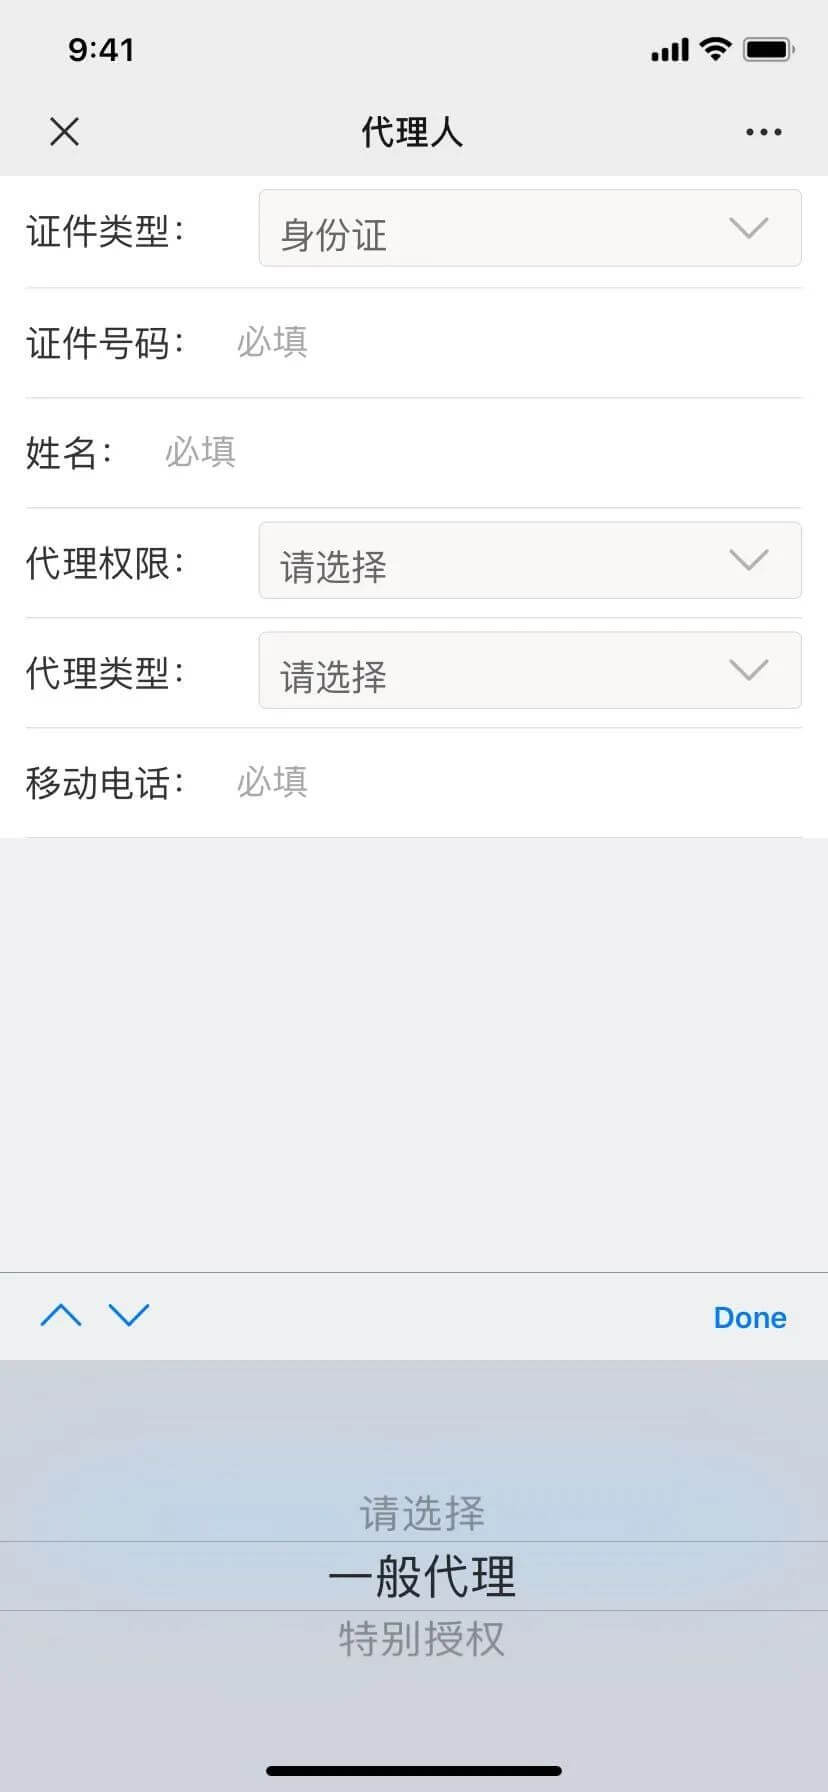 9:41
代理人
证件类型： 身份证
证件号码： 必填
姓名： 必填
代理权限： 请选择
代理类型： 请选择
移动电话： 必填
Done
请选择
一般代理
特别授权